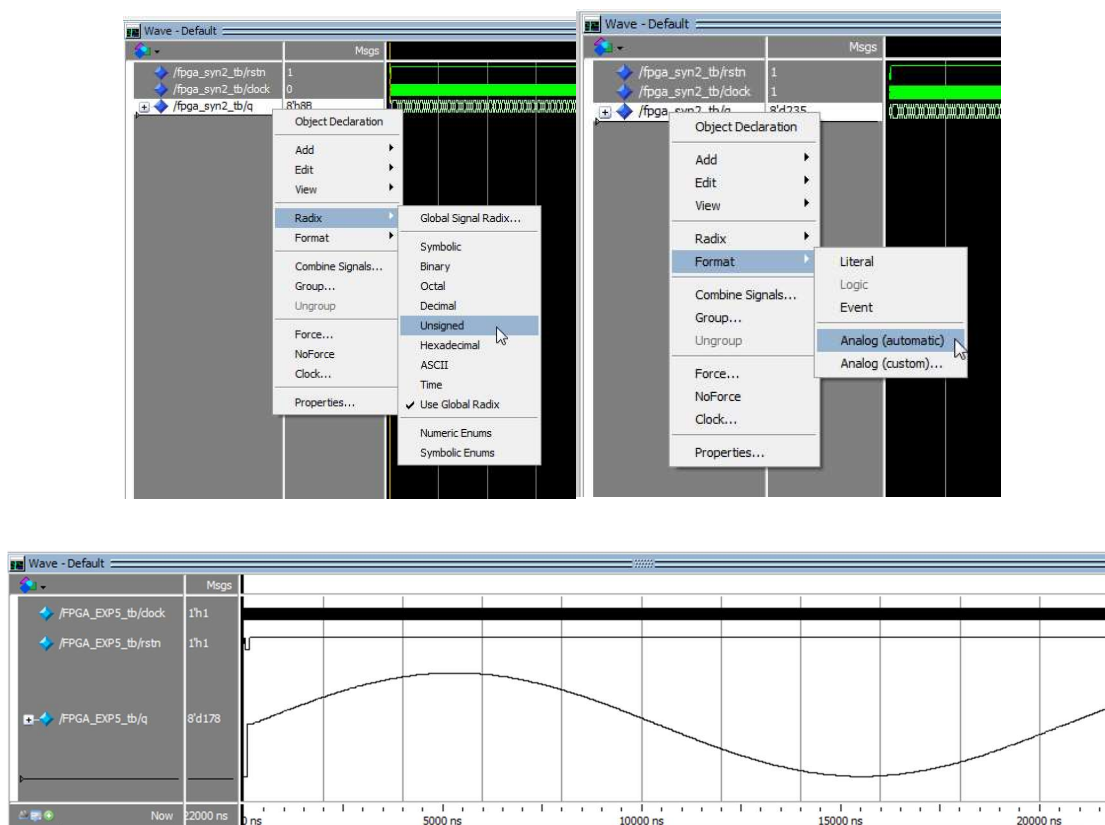 Wave - Default
Msgs
/fpga_syn2_tb/rstn 1
/fpga_syn2_tb/clock 0
/fpga_syn2_tb/q 8'h8B
Object Declaration
Add
Edit
View
Radix
Format
Combine Signals...
Group...
Ungroup
Force...
NoForce
Clock...
Properties...
Global Signal Radix...
Symbolic
Binary
Octal
Decimal
Unsigned
Hexadecimal
ASCII
Time
Use Global Radix
Numeric Enums
Symbolic Enums
Wave - Default
Msgs
/fpga_syn2_tb/rstn 1
/fpga_syn2_tb/clock 1
/fpga_syn2_tb/q 8'd235
Object Declaration
Add
Edit
View
Radix
Format
Combine Signals...
Group...
Ungroup
Force...
NoForce
Clock...
Properties...
Literal
Logic
Event
Analog (automatic)
Analog (custom)...
Wave - Default
Msgs
/FPGA_EXP5_tb/clock 1'h1
/FPGA_EXP5_tb/rstn 1'h1
/FPGA_EXP5_tb/q 8'd178
Now 22000 ns
ns 5000 ns 10000 ns 15000 ns 20000 ns